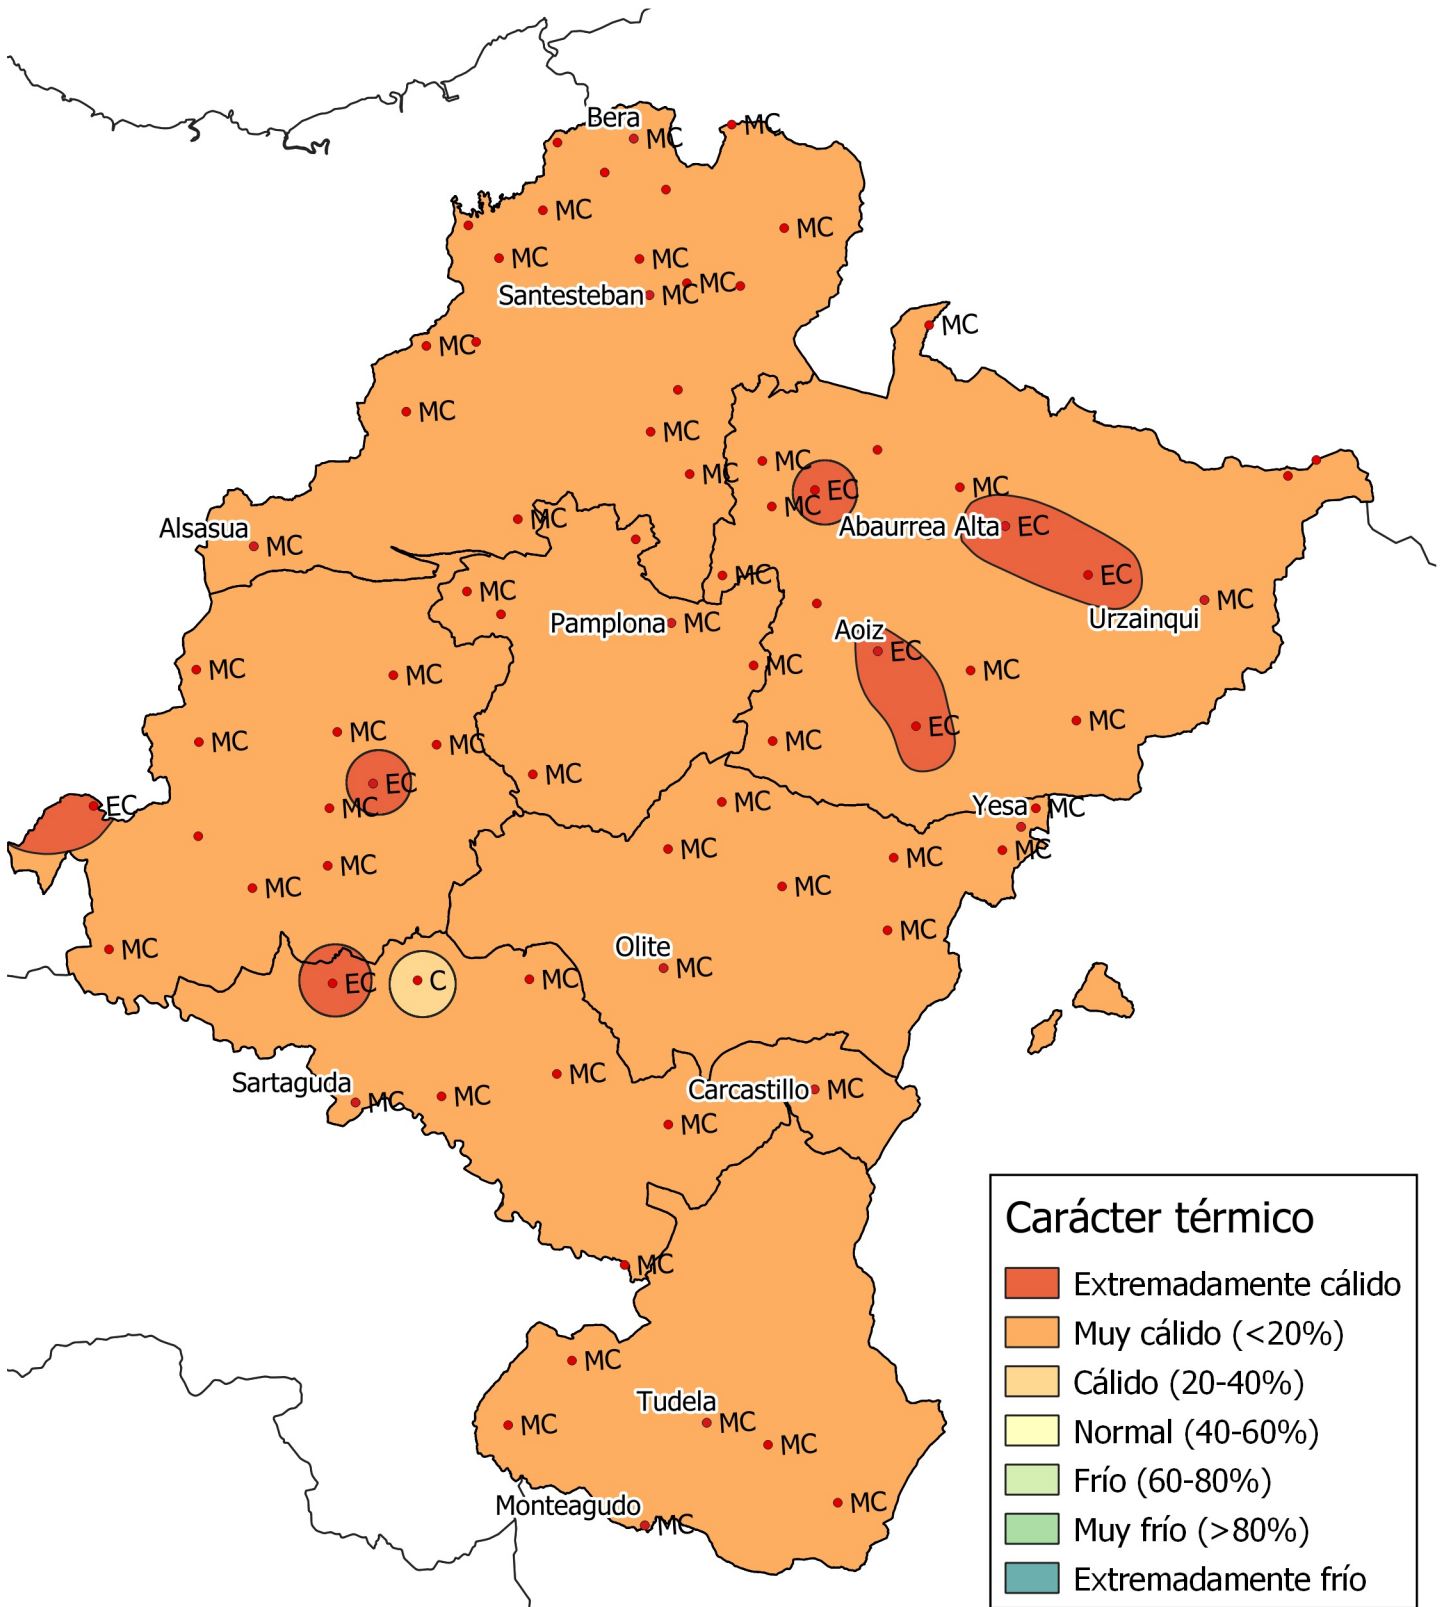 Bera
MC
MC
MC
MC
MC
MC
MC
Santesteban
MC
MC
MC
MC
MC
MC
MC
EC
MC
MC
MC
Abaurrea Alta
EC
Alsasua
MC
MC
EC
MC
Urzainqui
MC
Pamplona
MC
Aoiz
EC
MC
MC
MC
MC
MC
EC
MC
MC
MC
MC
MC
EC
MC
MC
EC
MC
Yesa
MC
MC
MC
MC
MC
MC
MC
MC
MC
Olite
MC
MC
EC
C
MC
Sartaguda
MC
MC
MC
Carcastillo
MC
MC
MC
MC
Tudela
MC
MC
MC
MC
Monteagudo
MC
Carácter térmico
Extremadamente cálido
Muy cálido (<20%)
Cálido (20-40%)
Normal (40-60%)
Frío (60-80%)
Muy frío (>80%)
Extremadamente frío